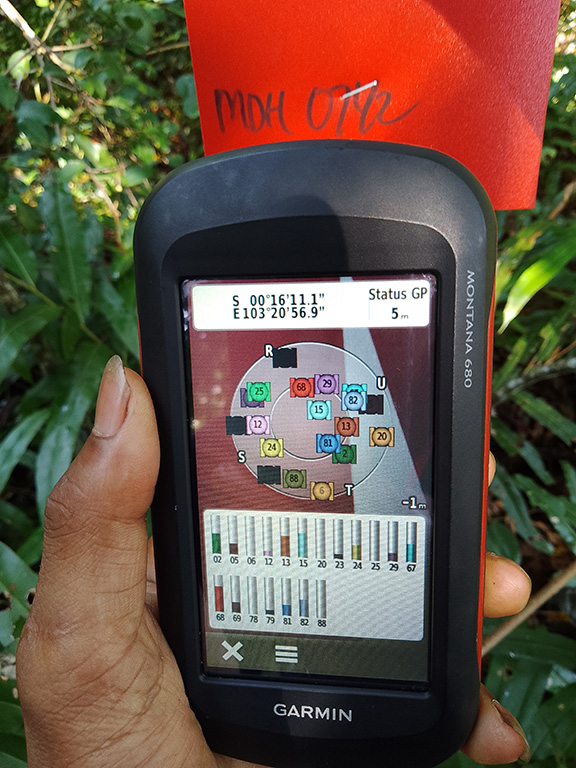 MDH 0742
MONTANA 680
S 00°16'11.1"
E 103°20'56.9"
Status GP
5 m
R
U
25
68
29
82
15
12
13
20
24
81
2
S
88
6
T
-1 m
02 05 06 12 13 15 20 23 24 25 29 67
68 69 78 79 81 82 88
GARMIN